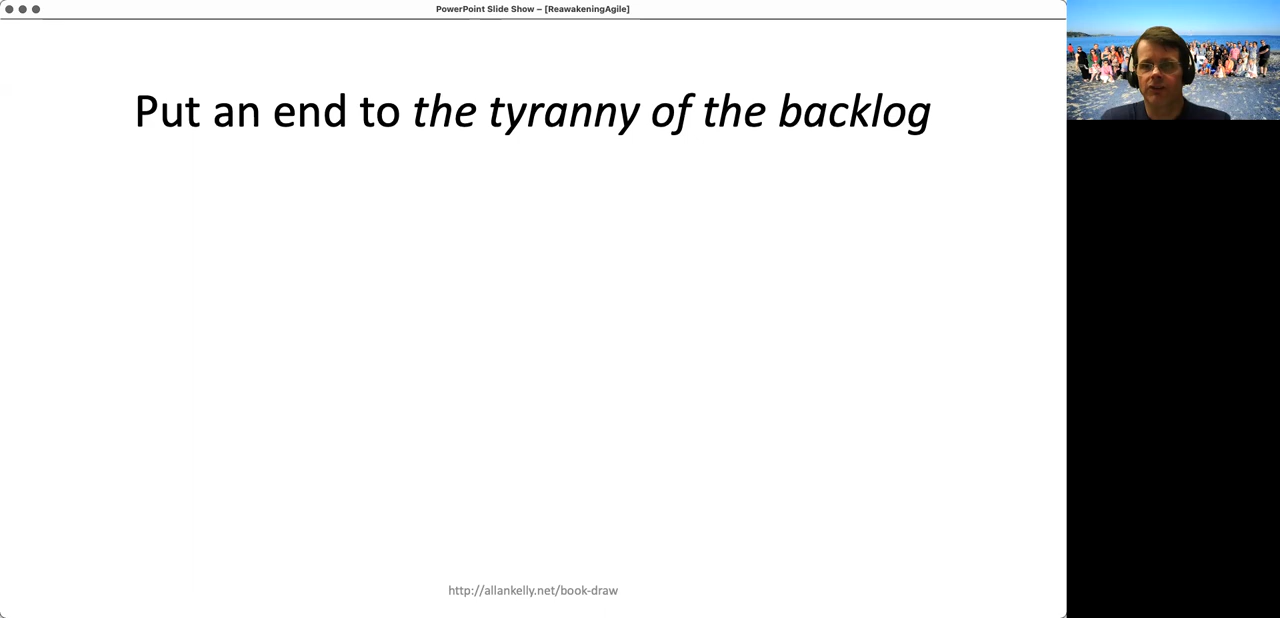 PowerPoint Slide Show – [ReawakeningAgile]
Put an end to the tyranny of the backlog
http://allankelly.net/book-draw